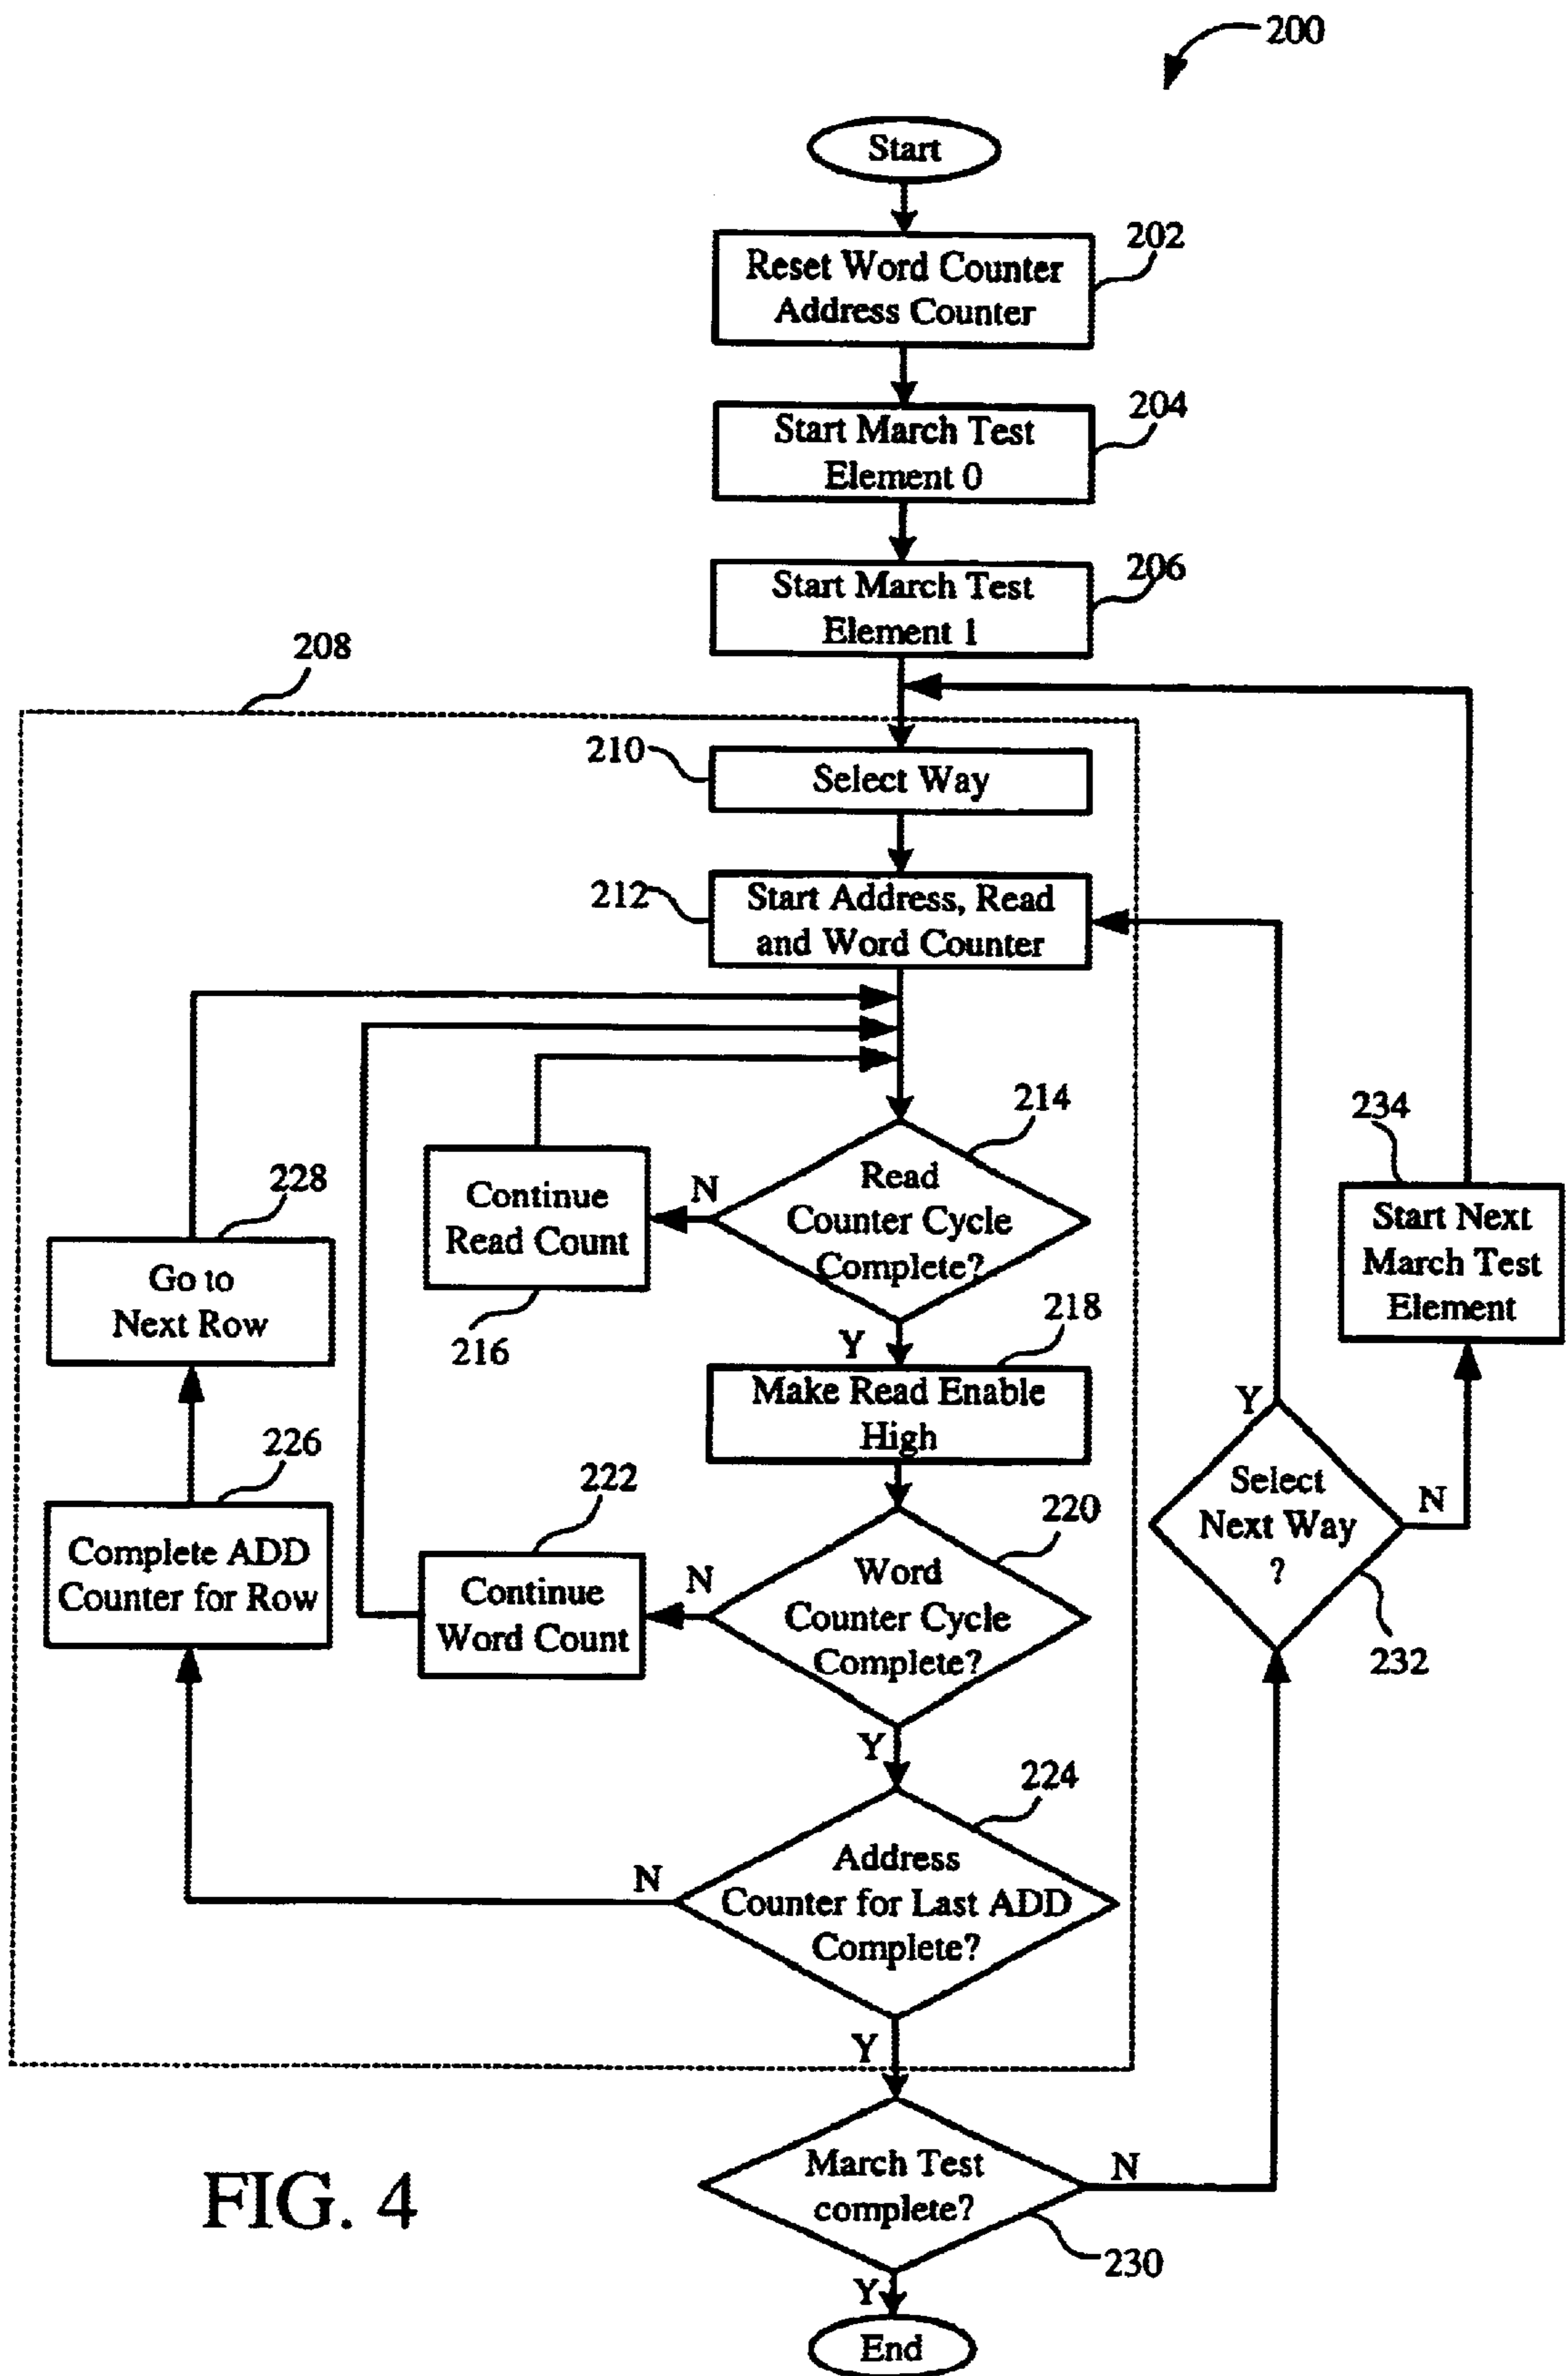 200
Start
202
Reset Word Counter
Address Counter
204
Start March Test
Element 0
206
Start March Test
Element 1
208
210
Select Way
212
Start Address, Read
and Word Counter
214
Read
Counter Cycle
Complete?
N
Continue
Read Count
216
228
Go to
Next Row
234
Start Next
March Test
Element
Y
218
Make Read Enable
High
226
Complete ADD
Counter for Row
222
Continue
Word Count
N
220
Word
Counter Cycle
Complete?
Y
Select
Next Way
?
N
232
Y
224
Address
Counter for Last ADD
Complete?
N
Y
March Test
complete?
N
230
Y
End
FIG. 4